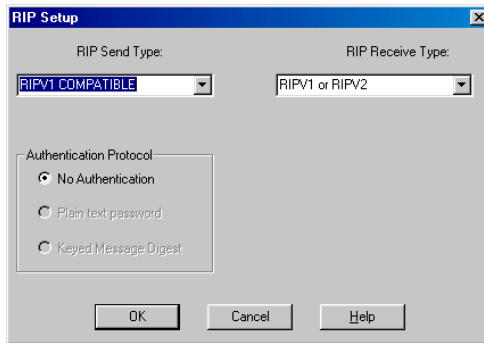 RIP Setup
RIP Send Type:
RIP Receive Type:
RIPV1 COMPATIBLE
RIPV1 or RIPV2
Authentication Protocol
No Authentication
Plain text password
Keyed Message Digest
OK
Cancel
Help